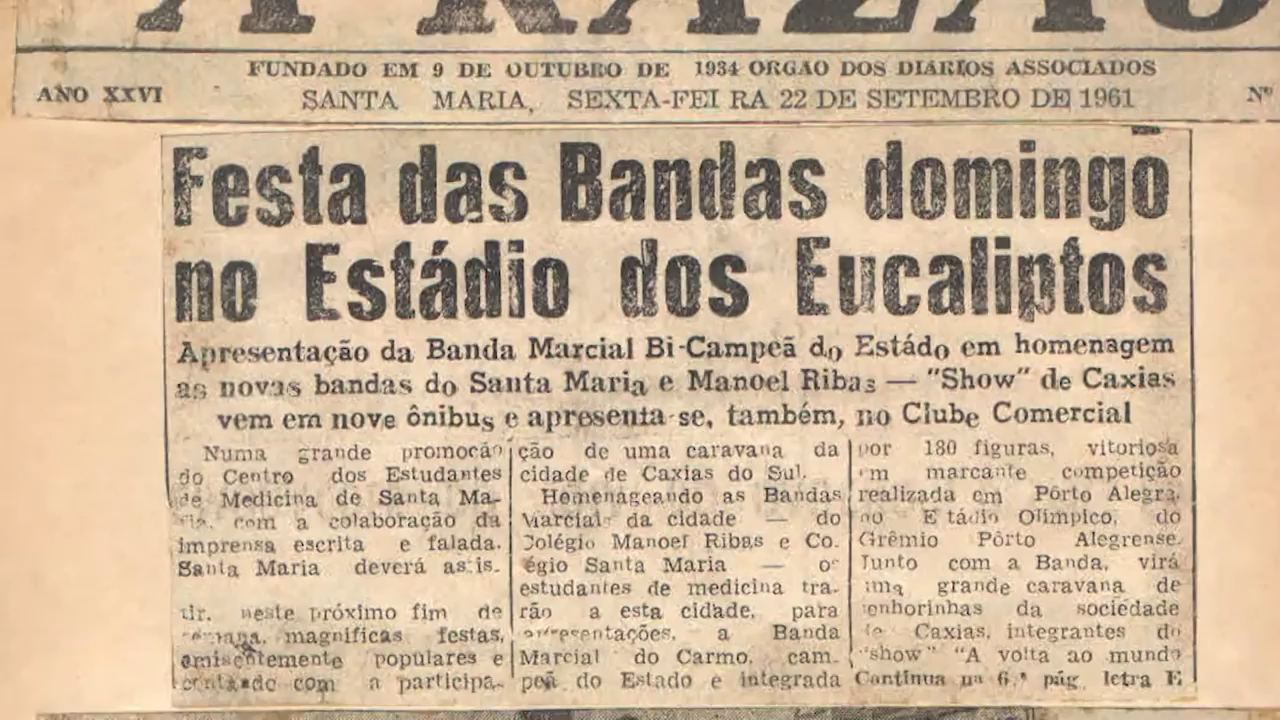 A RAZÃO
FUNDADO EM 9 DE OUTUBRO DE 1934 ORGAO DOS DIÁRIOS ASSOCIADOS
ANO XXVI
SANTA MARIA, SEXTA-FEI RA 22 DE SETEMBRO DE 1961
Nº
Festa das Bandas domingo
no Estádio dos Eucaliptos
Apresentação da Banda Marcial Bi-Campeã do Estádo em homenagem
as novas bandas do Santa Maria e Manoel Ribas — "Show" de Caxias
vem em nove ônibus e apresenta-se, também, no Clube Comercial
Numa grande promoção
do Centro dos Estudantes
de Medicina de Santa Ma-
ria, com a colaboração da
imprensa escrita e falada.
Santa Maria deverá assis.
tir, neste próximo fim de
semana, magnificas festas,
eminentemente populares e
contando com a participa-
ção de uma caravana da
cidade de Caxias do Sul.
Homenageando as Bandas
Marciais da cidade — do
Colégio Manoel Ribas e Co.
égio Santa Maria — os
estudantes de medicina tra-
rão a esta cidade, para
apresentações, a Banda
Marcial do Carmo, cam.
peã do Estado e integrada
por 180 figuras, vitoriosa
em marcante competição
realizada em Pôrto Alegre,
no E tádio Olímpico, do
Grêmio Pôrto Alegrense.
Junto com a Banda, virá
uma grande caravana de
senhorinhas da sociedade
de Caxias, integrantes do
"show" "A volta ao mundo
Continua na 6.ª pág. letra E